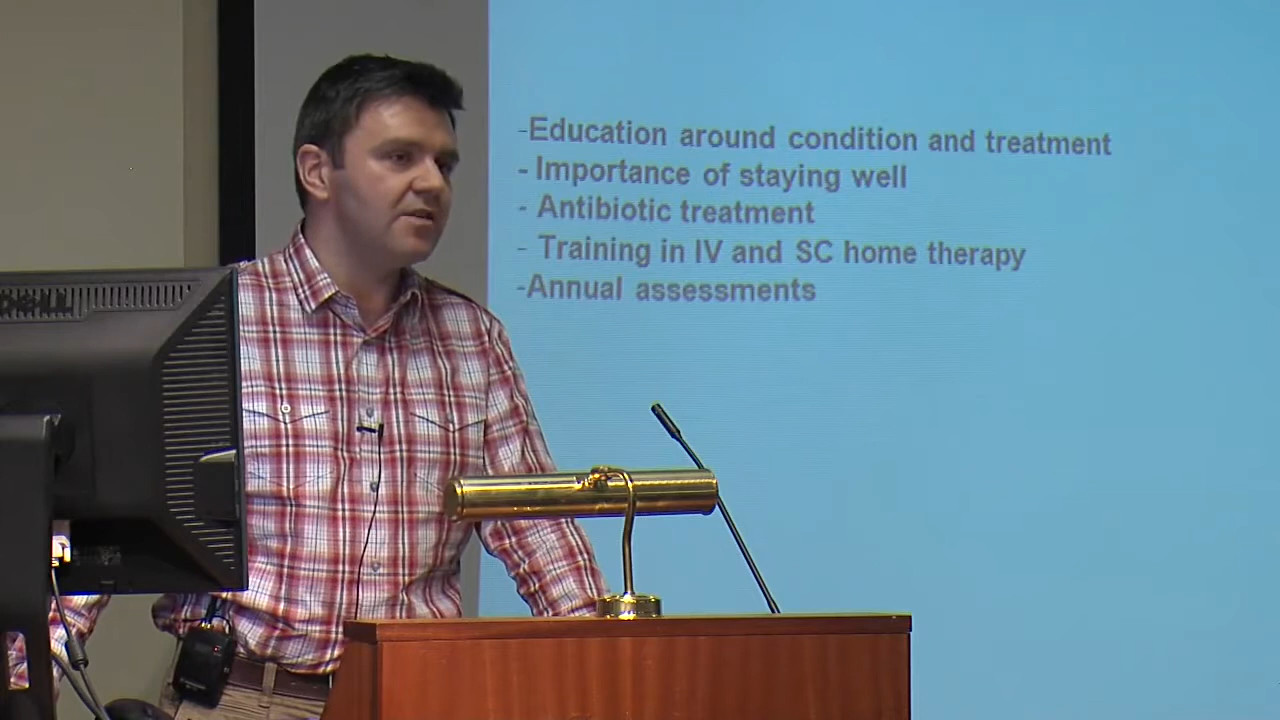 DELL
-Education around condition and treatment
- Importance of staying well
- Antibiotic treatment
- Training in IV and SC home therapy
-Annual assessments